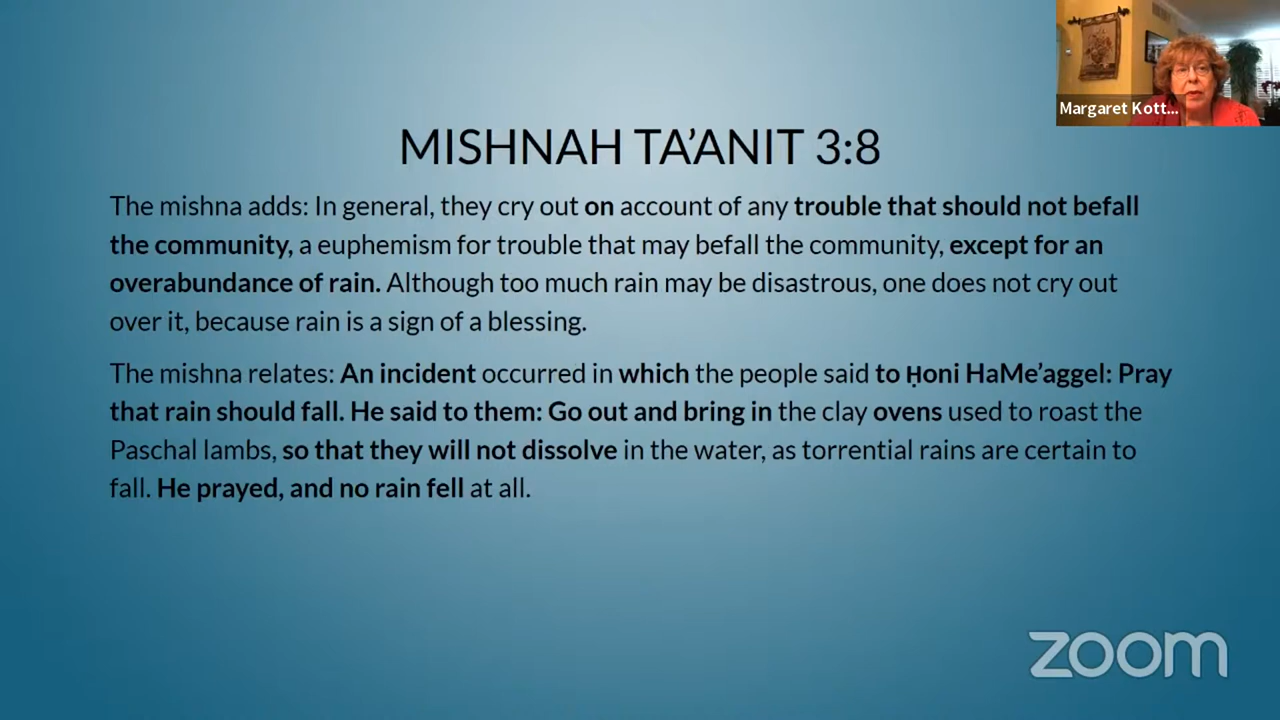 Margaret Kott...
MISHNAH TA’ANIT 3:8
The mishna adds: In general, they cry out on account of any trouble that should not befall
the community, a euphemism for trouble that may befall the community, except for an
overabundance of rain. Although too much rain may be disastrous, one does not cry out
over it, because rain is a sign of a blessing.
The mishna relates: An incident occurred in which the people said to Ḥoni HaMe’aggel: Pray
that rain should fall. He said to them: Go out and bring in the clay ovens used to roast the
Paschal lambs, so that they will not dissolve in the water, as torrential rains are certain to
fall. He prayed, and no rain fell at all.
zoom